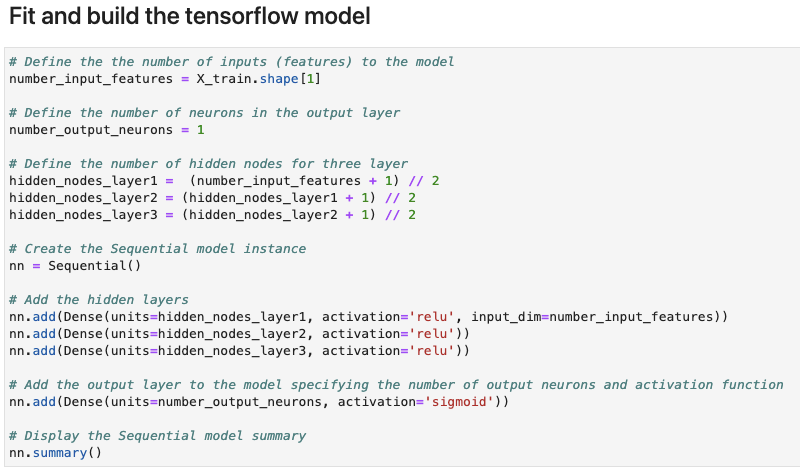 Fit and build the tensorflow model
# Define the the number of inputs (features) to the model
number_input_features = X_train.shape[1]
# Define the number of neurons in the output layer
number_output_neurons = 1
# Define the number of hidden nodes for three layer
hidden_nodes_layer1 =  (number_input_features + 1) // 2
hidden_nodes_layer2 = (hidden_nodes_layer1 + 1) // 2
hidden_nodes_layer3 = (hidden_nodes_layer2 + 1) // 2
# Create the Sequential model instance
nn = Sequential()
# Add the hidden layers
nn.add(Dense(units=hidden_nodes_layer1, activation='relu', input_dim=number_input_features))
nn.add(Dense(units=hidden_nodes_layer2, activation='relu'))
nn.add(Dense(units=hidden_nodes_layer3, activation='relu'))
# Add the output layer to the model specifying the number of output neurons and activation function
nn.add(Dense(units=number_output_neurons, activation='sigmoid'))
# Display the Sequential model summary
nn.summary()